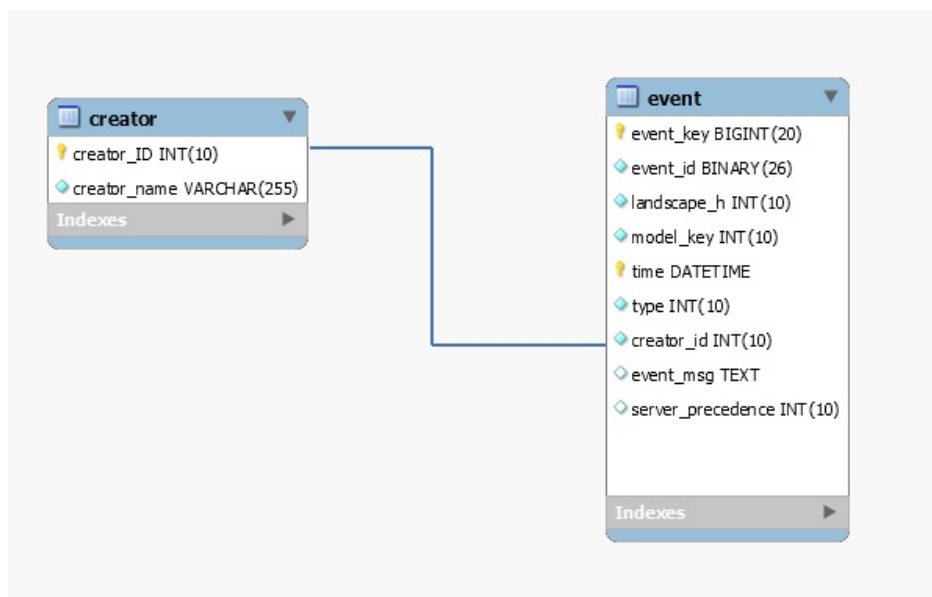 creator
creator_ID INT(10)
creator_name VARCHAR(255)
Indexes
event
event_key BIGINT(20)
event_id BINARY(26)
landscape_h INT(10)
model_key INT(10)
time DATETIME
type INT(10)
creator_id INT(10)
event_msg TEXT
server_precedence INT(10)
Indexes